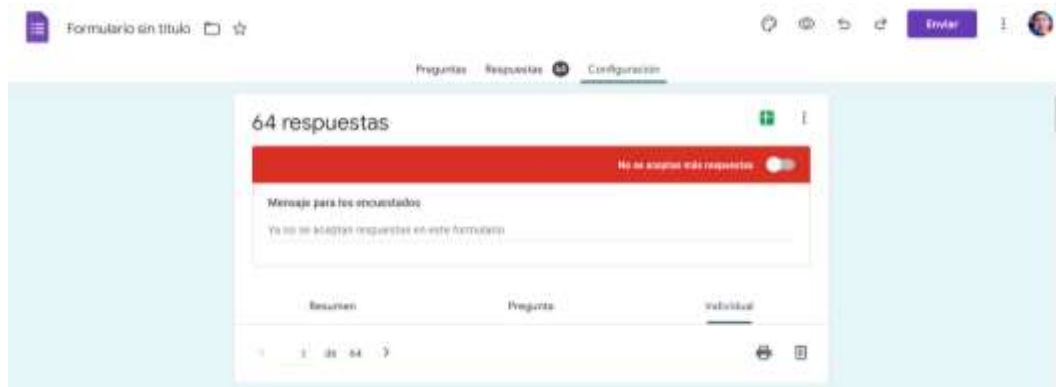 Formulario sin título
Enviar
Preguntas Respuestas 64 Configuración
64 respuestas
No se aceptan más respuestas
Mensaje para los encuestados
Ya no se aceptan respuestas en este formulario
Resumen Pregunta Individual
1 de 64